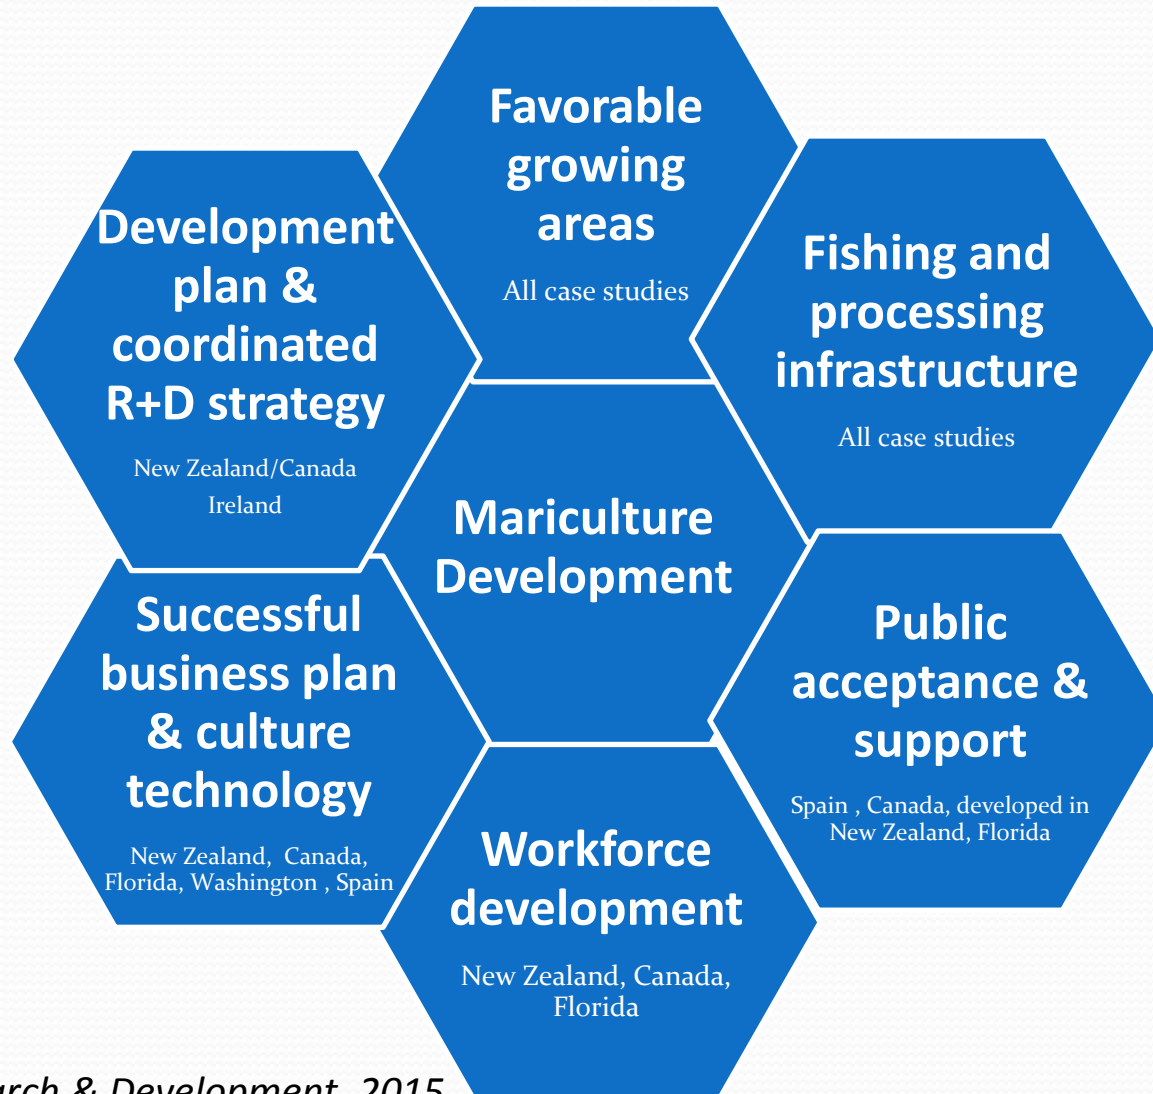 Favorable
growing
areas
All case studies
Development
plan &
coordinated
R+D strategy
New Zealand/Canada
Ireland
Fishing and
processing
infrastructure
All case studies
Mariculture
Development
Successful
business plan
& culture
technology
New Zealand,  Canada,
Florida, Washington , Spain
Public
acceptance &
support
Spain , Canada, developed in
New Zealand, Florida
Workforce
development
New Zealand, Canada,
Florida
& Development, 2015